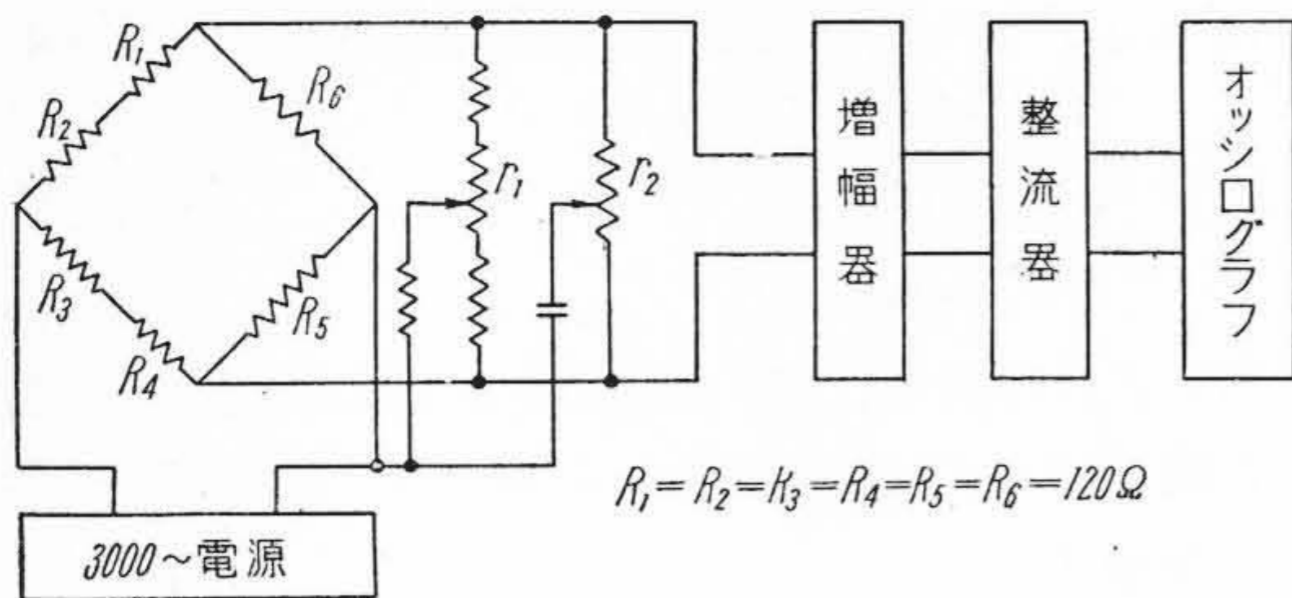 R₁
R₂
R₃
R₄
R₅
R₆
r₁
r₂
増幅器
整流器
オッシログラフ
3000～電源
R₁=R₂=R₃=R₄=R₅=R₆=120Ω